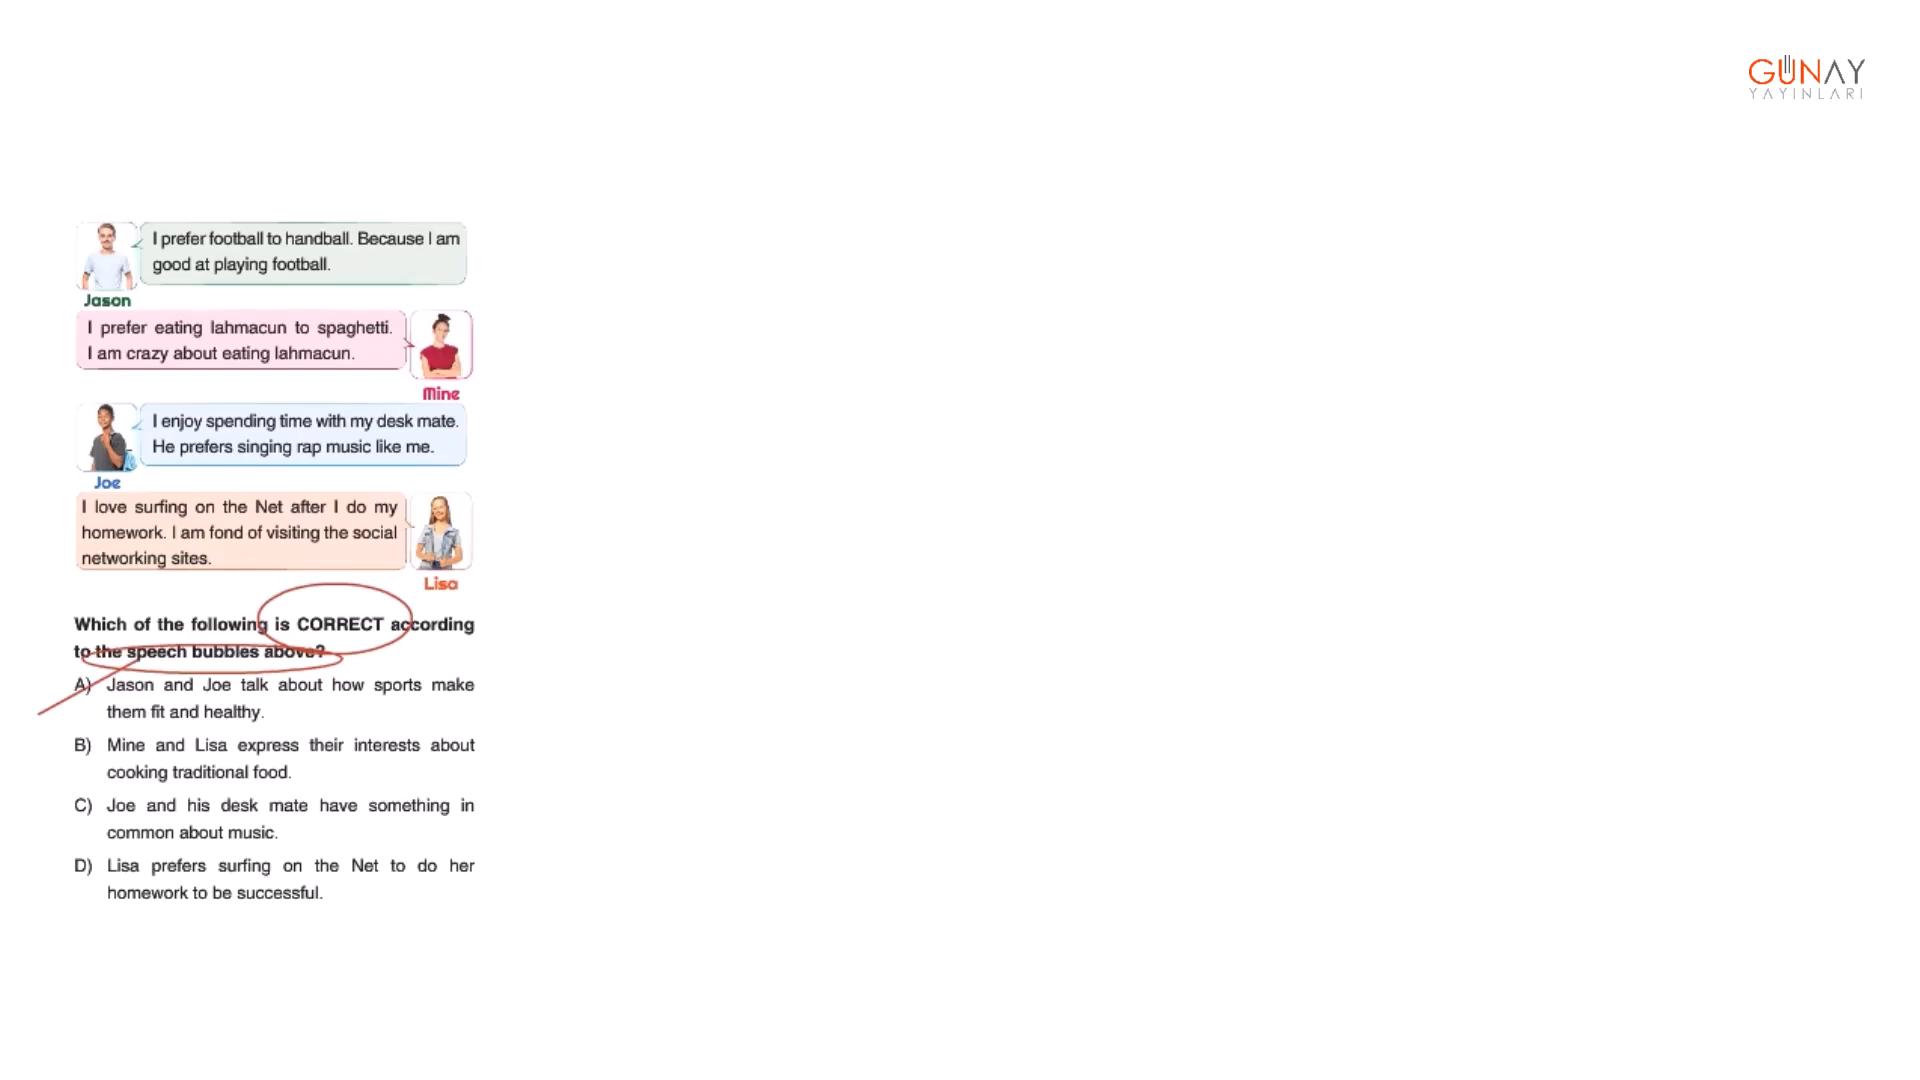 GÜNAY
YAYINLARI
I prefer football to handball. Because I am
good at playing football.
Jason
I prefer eating lahmacun to spaghetti.
I am crazy about eating lahmacun.
Mine
I enjoy spending time with my desk mate.
He prefers singing rap music like me.
Joe
I love surfing on the Net after I do my
homework. I am fond of visiting the social
networking sites.
Lisa
Which of the following is CORRECT according
to the speech bubbles above?
A) Jason and Joe talk about how sports make
them fit and healthy.
B) Mine and Lisa express their interests about
cooking traditional food.
C) Joe and his desk mate have something in
common about music.
D) Lisa prefers surfing on the Net to do her
homework to be successful.